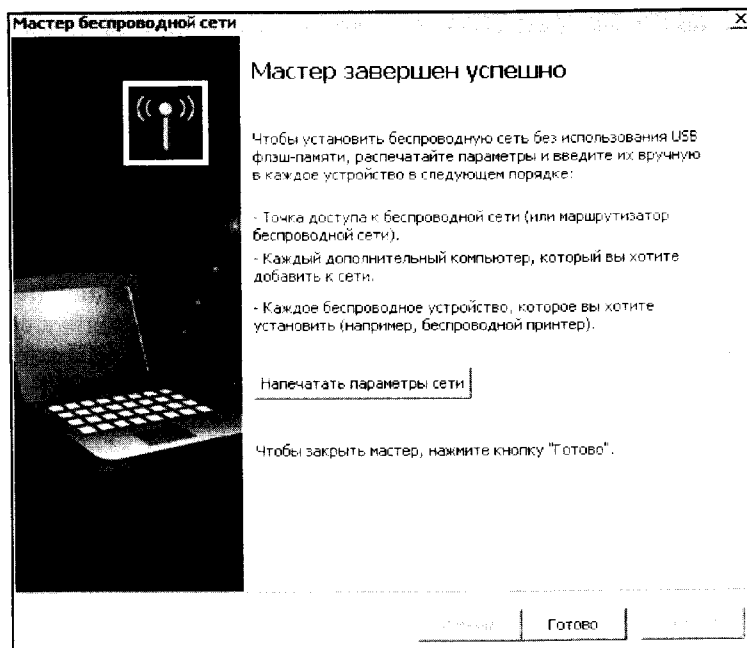 Мастер беспроводной сети
Мастер завершен успешно
Чтобы установить беспроводную сеть без использования USB
флэш-памяти, распечатайте параметры и введите их вручную
в каждое устройство в следующем порядке:
- Точка доступа к беспроводной сети (или маршрутизатор
беспроводной сети).
- Каждый дополнительный компьютер, который вы хотите
добавить к сети.
- Каждое беспроводное устройство, которое вы хотите
установить (например, беспроводной принтер).
Напечатать параметры сети
Чтобы закрыть мастер, нажмите кнопку "Готово".
Готово